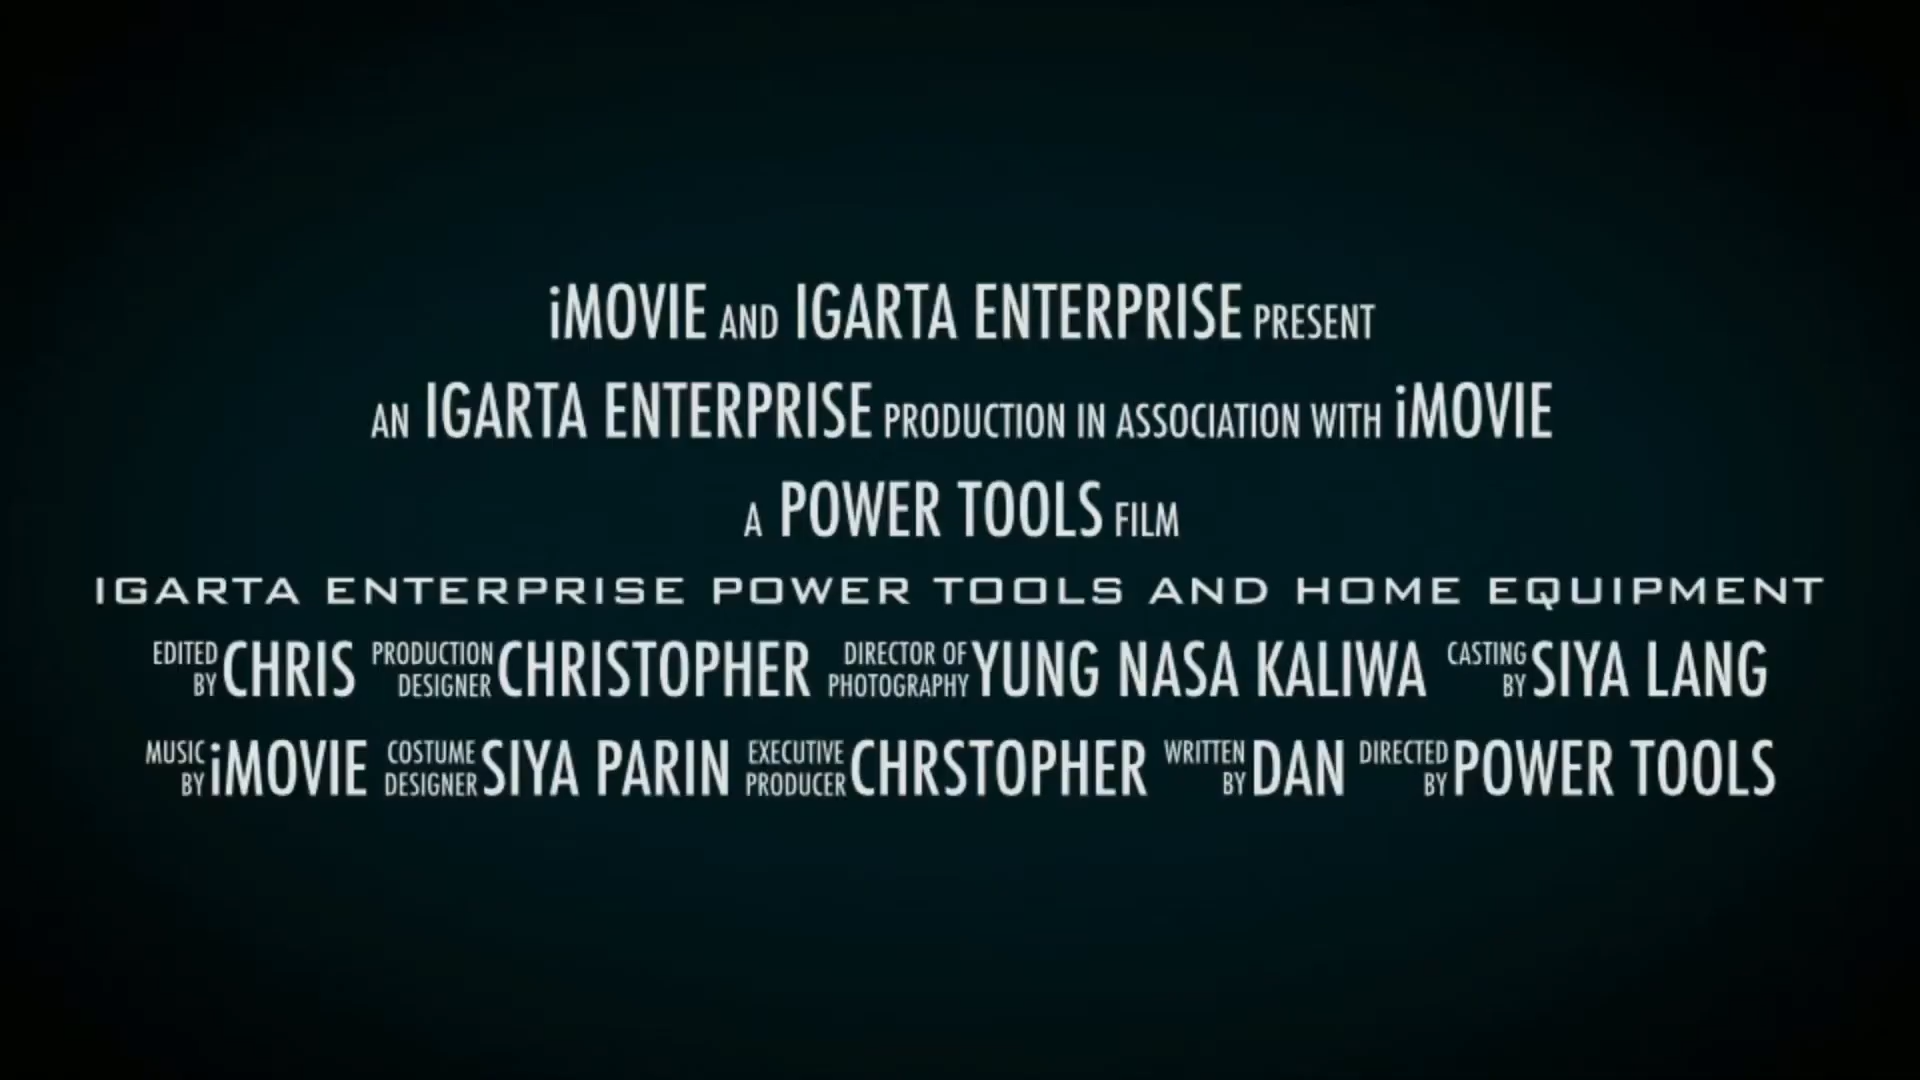 iMOVIE AND IGARTA ENTERPRISE PRESENT
AN IGARTA ENTERPRISE PRODUCTION IN ASSOCIATION WITH iMOVIE
A POWER TOOLS FILM
IGARTA ENTERPRISE POWER TOOLS AND HOME EQUIPMENT
EDITED BY CHRIS PRODUCTION DESIGNER CHRISTOPHER DIRECTOR OF PHOTOGRAPHY YUNG NASA KALIWA CASTING BY SIYA LANG
MUSIC BY iMOVIE COSTUME DESIGNER SIYA PARIN EXECUTIVE PRODUCER CHRSTOPHER WRITTEN BY DAN DIRECTED BY POWER TOOLS